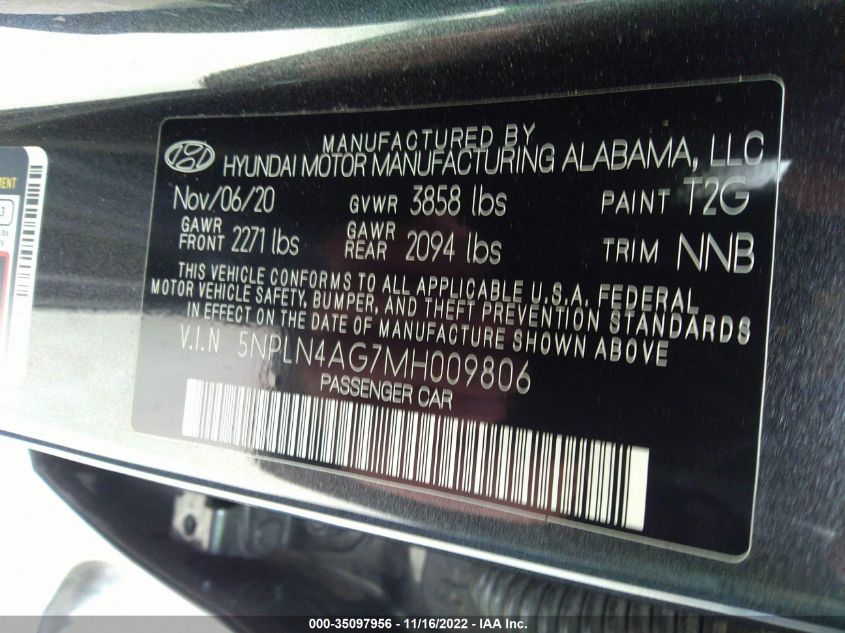 MANUFACTURED BY
HYUNDAI MOTOR MANUFACTURING ALABAMA, LLC
Nov/06/20 GVWR 3858 lbs PAINT T2G
GAWR FRONT 2271 lbs GAWR REAR 2094 lbs TRIM NNB
THIS VEHICLE CONFORMS TO ALL APPLICABLE U.S.A. FEDERAL
MOTOR VEHICLE SAFETY, BUMPER, AND THEFT PREVENTION STANDARDS
IN EFFECT ON THE DATE OF MANUFACTURE SHOWN ABOVE
V.I.N 5NPLN4AG7MH009806
PASSENGER CAR
3
lbs
000-35097956 - 11/16/2022 - IAA Inc.